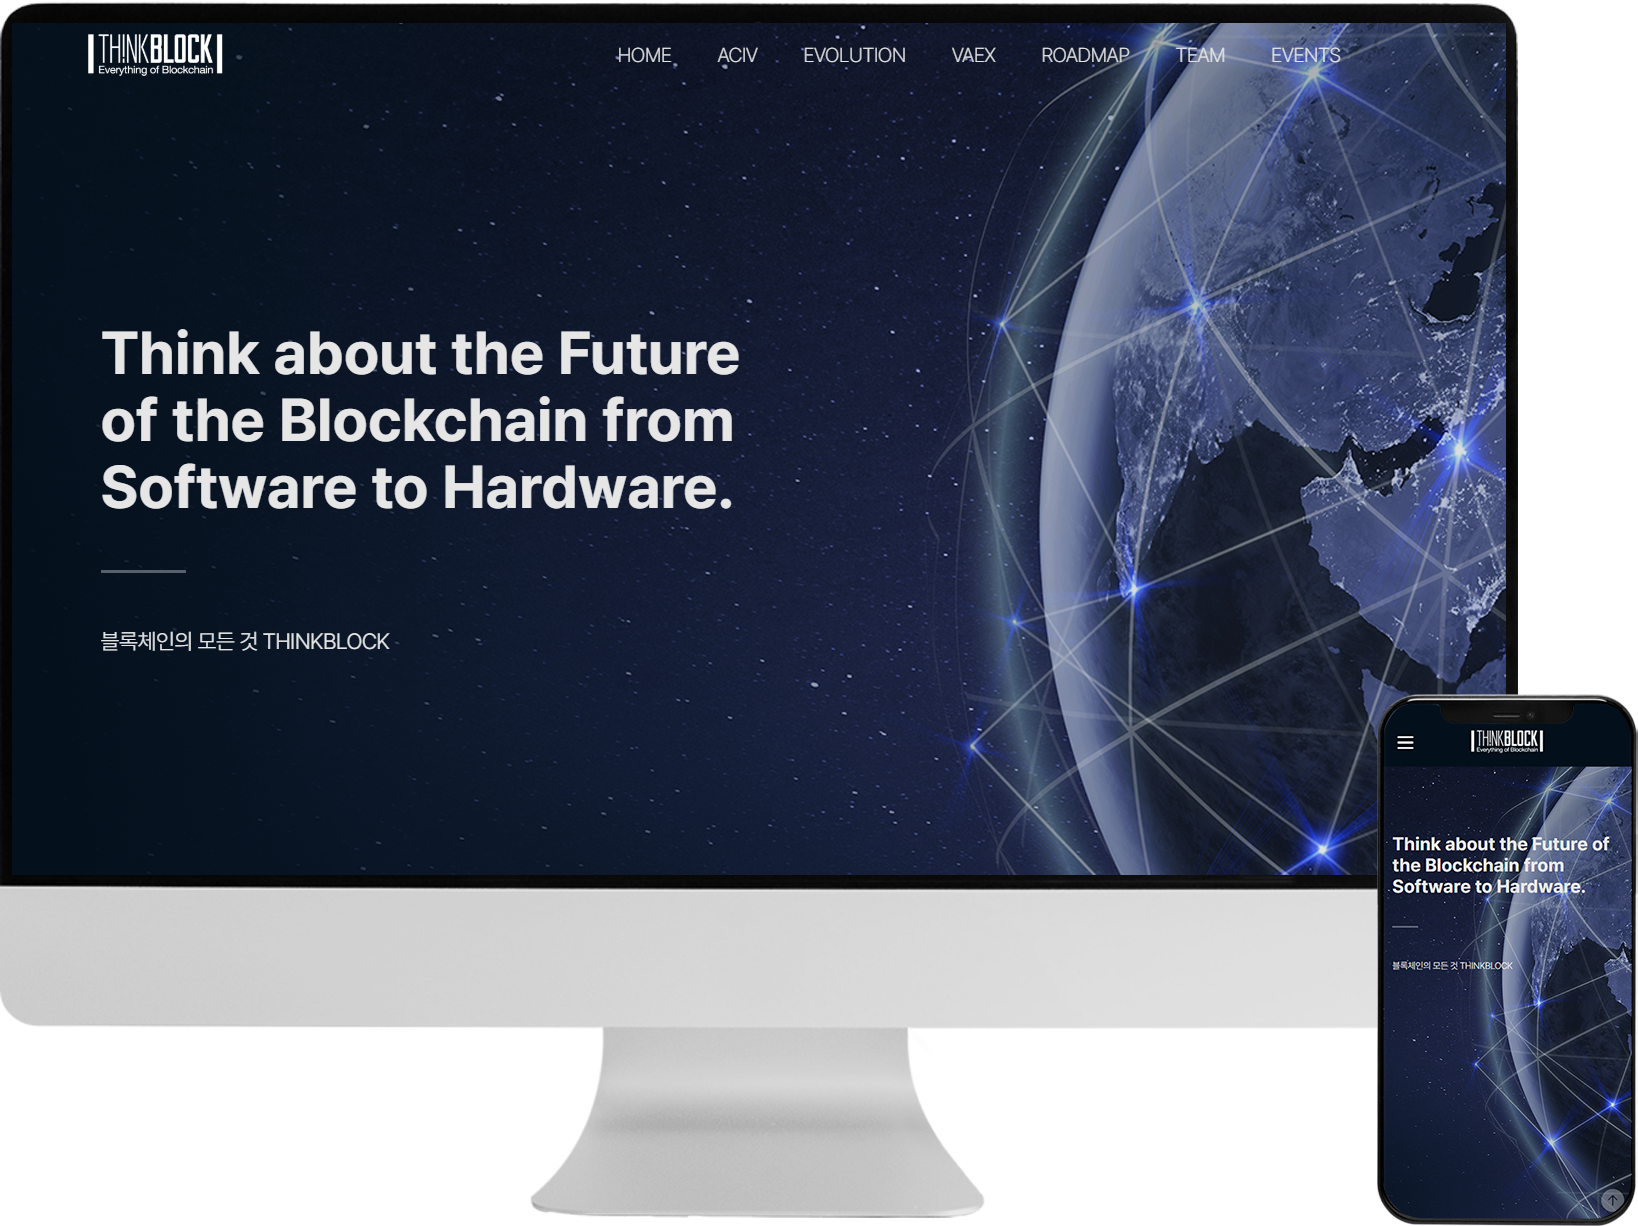 THINKBLOCK
Everything of Blockchain
HOME ACIV EVOLUTION VAEX ROADMAP TEAM EVENTS
Think about the Future
of the Blockchain from
Software to Hardware.
블록체인의 모든 것 THINKBLOCK
THINKBLOCK
Everything of Blockchain
Think about the Future of
the Blockchain from
Software to Hardware.
블록체인의 모든 것 THINKBLOCK